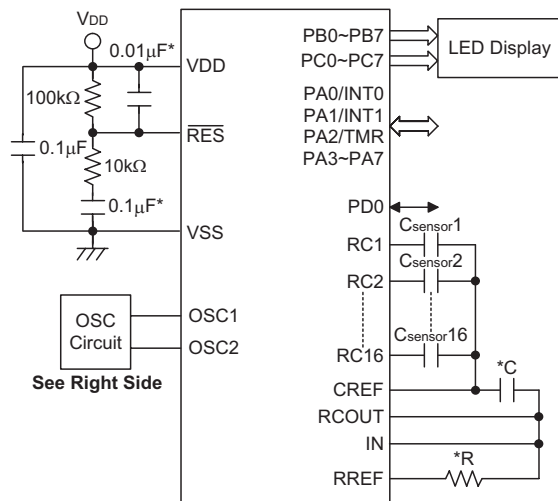 VDD
0.01μF*
VDD
100kΩ
RES
0.1μF
10kΩ
0.1μF*
VSS
OSC
Circuit
OSC1
OSC2
See Right Side
PB0~PB7
PC0~PC7
LED Display
PA0/INT0
PA1/INT1
PA2/TMR
PA3~PA7
PD0
RC1
Csensor1
RC2
Csensor2
RC16
Csensor16
CREF
*C
RCOUT
IN
RREF
*R